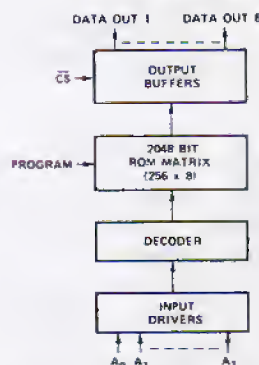 DATA OUT 1 DATA OUT 8
CS
OUTPUT
BUFFERS
PROGRAM
2048 BIT
ROM MATRIX
(256 x 8)
DECODER
INPUT
DRIVERS
A0 A1 A7